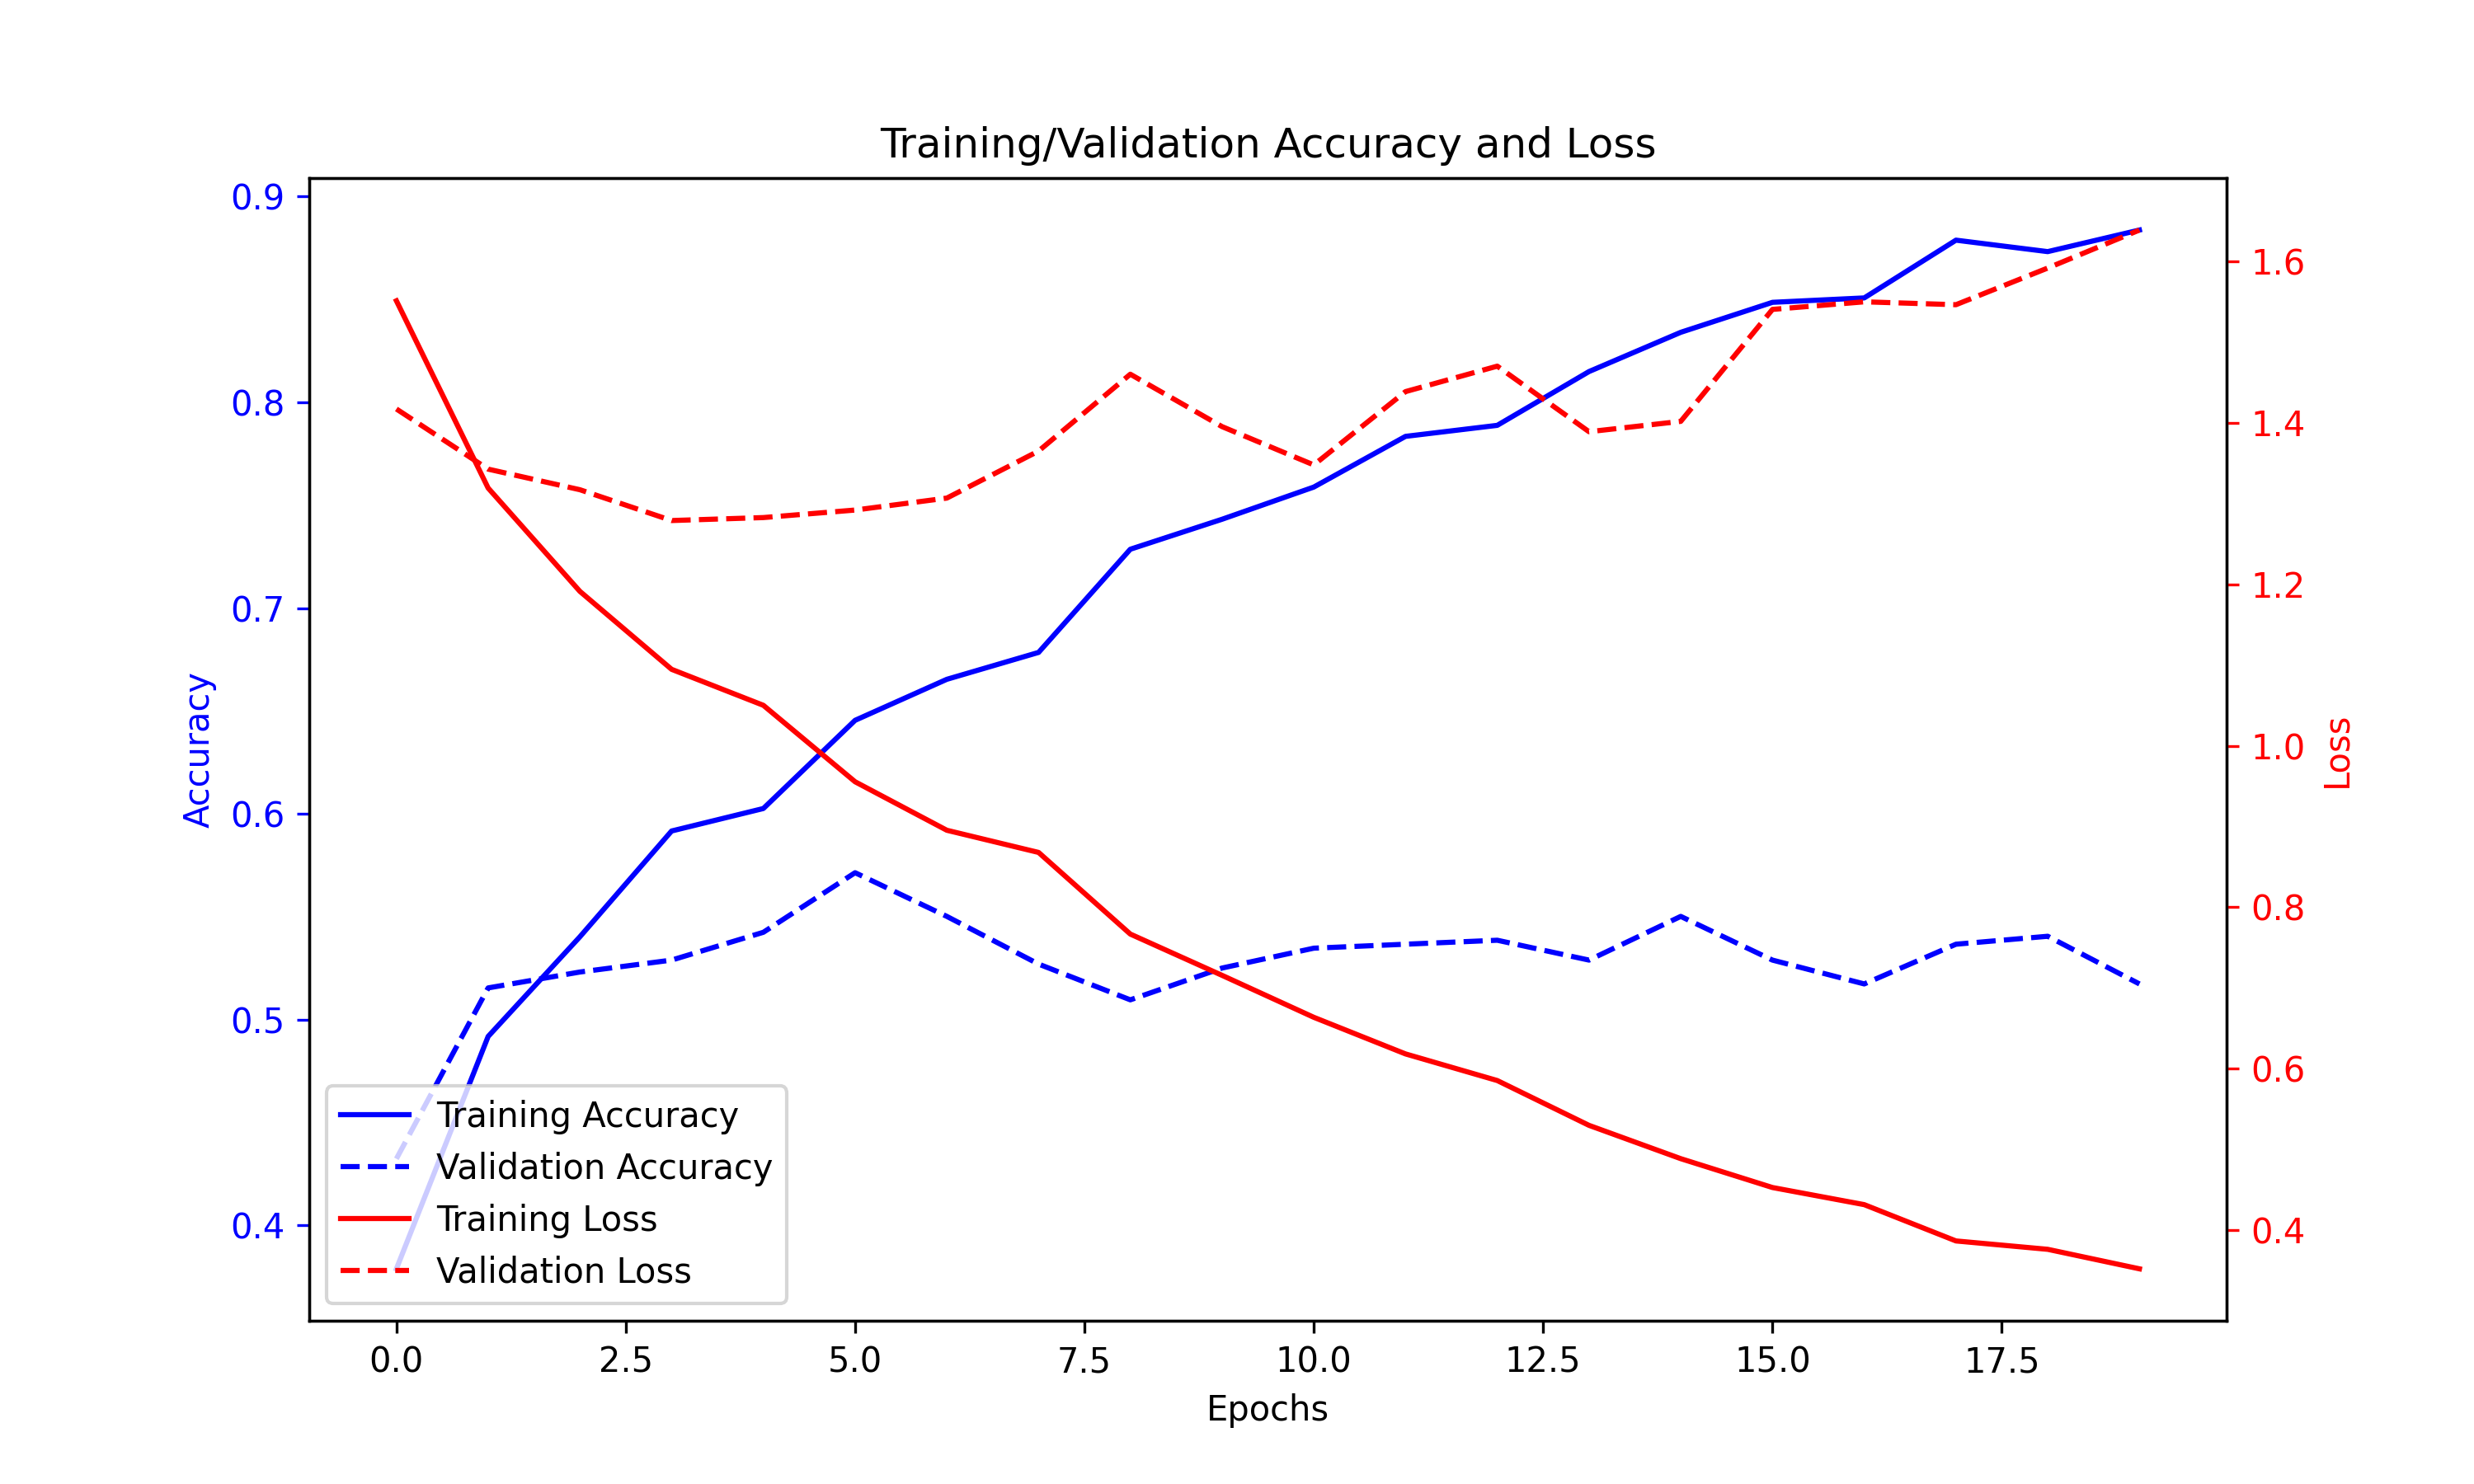 Training/Validation Accuracy and Loss
0.9
0.8
0.7
0.6
0.5
0.4
Accuracy
1.6
1.4
1.2
1.0
0.8
0.6
0.4
Loss
Training Accuracy
Validation Accuracy
Training Loss
Validation Loss
0.0 2.5 5.0 7.5 10.0 12.5 15.0 17.5
Epochs